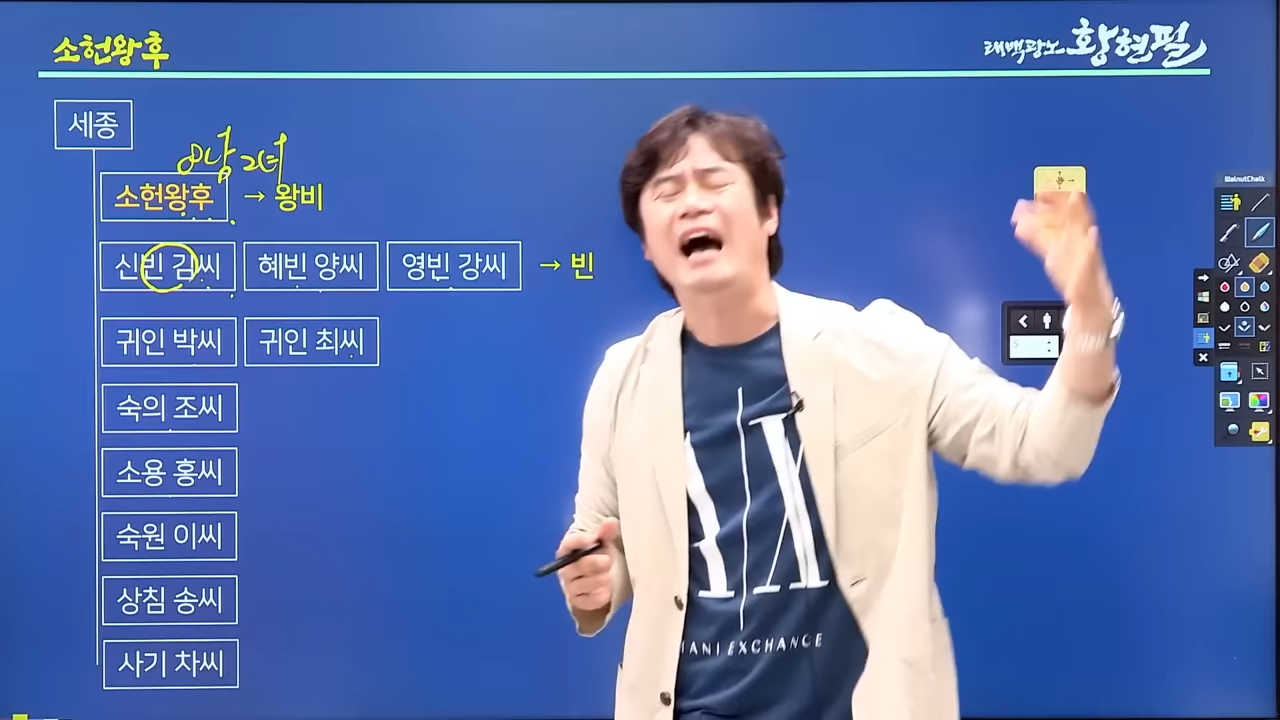 소헌왕후
태백광노 황현필
세종
8남 2녀
소헌왕후 → 왕비
신빈 김씨 혜빈 양씨 영빈 강씨 → 빈
귀인 박씨 귀인 최씨
숙의 조씨
소용 홍씨
숙원 이씨
상침 송씨
사기 차씨
WalnutChalk
5
AX
ANI EXCHANGE